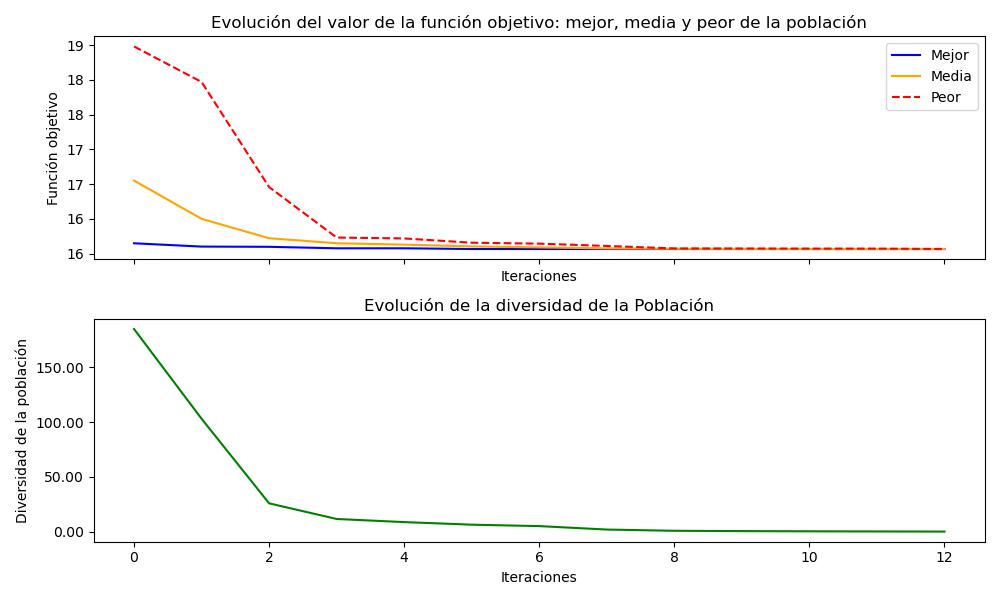 Evolución del valor de la función objetivo: mejor, media y peor de la población
Función objetivo
19
18
18
17
17
16
16
Mejor
Media
Peor
Iteraciones
Evolución de la diversidad de la Población
Diversidad de la población
150.00
100.00
50.00
0.00
0 2 4 6 8 10 12
Iteraciones